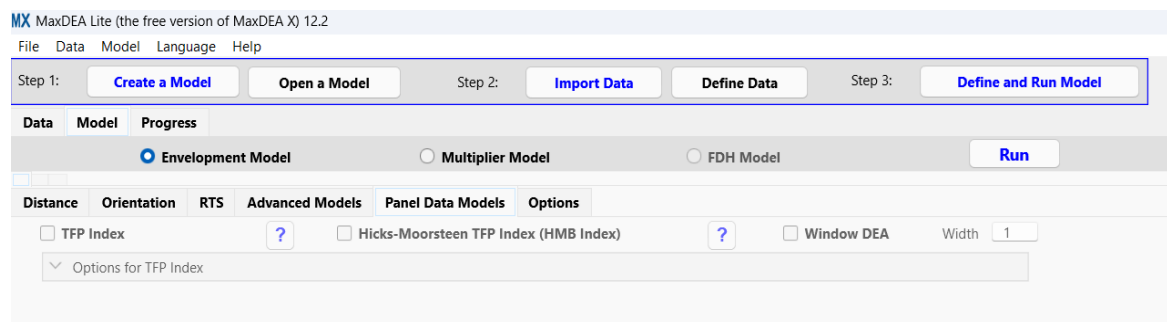 MX MaxDEA Lite (the free version of MaxDEA X) 12.2
File Data Model Language Help
Step 1: Create a Model Open a Model Step 2: Import Data Define Data Step 3: Define and Run Model
Data Model Progress
Envelopment Model Multiplier Model FDH Model Run
Distance Orientation RTS Advanced Models Panel Data Models Options
TFP Index ? Hicks-Moorsteen TFP Index (HMB Index) ? Window DEA Width 1
Options for TFP Index